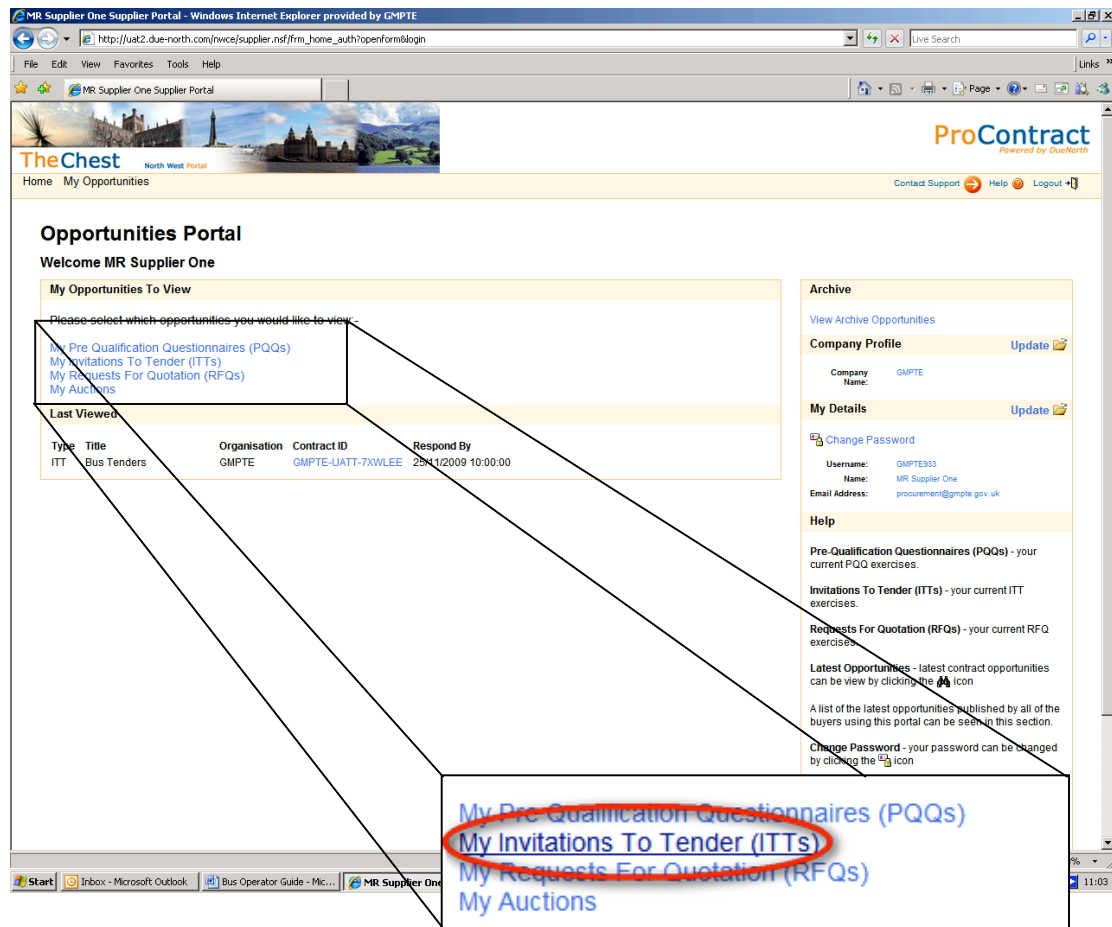 MR Supplier One Supplier Portal - Windows Internet Explorer provided by GMPTE
http://uat2.due-north.com/nwce/supplier.nsf/frm_home_auth?openform&login
Live Search
File Edit View Favorites Tools Help
Links »
MR Supplier One Supplier Portal
Page
TheChest North West Portal
ProContract
Powered by DueNorth
Home My Opportunities
Contact Support Help Logout
Opportunities Portal
Welcome MR Supplier One
My Opportunities To View
Please select which opportunities you would like to view:-
My Pre Qualification Questionnaires (PQQs)
My Invitations To Tender (ITTs)
My Requests For Quotation (RFQs)
My Auctions
Last Viewed
Type Title Organisation Contract ID Respond By
ITT Bus Tenders GMPTE GMPTE-UATT-7XWLEE 25/11/2009 10:00:00
Archive
View Archive Opportunities
Company Profile Update
Company Name: GMPTE
My Details Update
Change Password
Username: GMPTE933
Name: MR Supplier One
Email Address: procurement@gmpte.gov.uk
Help
Pre-Qualification Questionnaires (PQQs) - your
current PQQ exercises.
Invitations To Tender (ITTs) - your current ITT
exercises.
Requests For Quotation (RFQs) - your current RFQ
exercises.
Latest Opportunities - latest contract opportunities
can be view by clicking the icon
A list of the latest opportunities published by all of the
buyers using this portal can be seen in this section.
Change Password - your password can be changed
by clicking the icon
My Pre Qualification Questionnaires (PQQs)
My Invitations To Tender (ITTs)
My Requests For Quotation (RFQs)
My Auctions
%
Start Inbox - Microsoft Outlook Bus Operator Guide - Mic... MR Supplier One
11:03